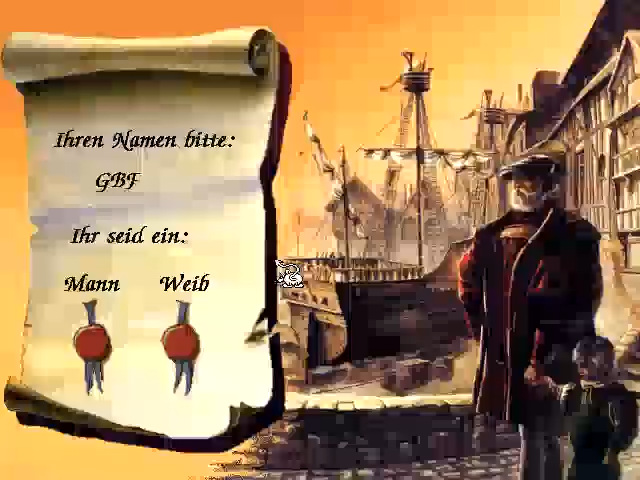 Ihren Namen bitte:
GBF
Ihr seid ein:
Mann Weib